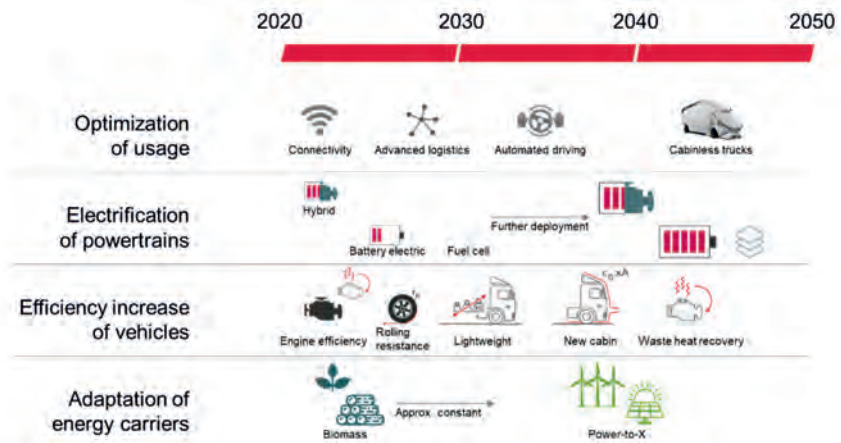 2020 2030 2040 2050
Optimization
of usage
Connectivity Advanced logistics Automated driving Cabinless trucks
Electrification
of powertrains
Hybrid
Further deployment
Battery electric Fuel cell
Efficiency increase
of vehicles
cD xA
Engine efficiency Rolling
resistance Lightweight New cabin Waste heat recovery
Adaptation of
energy carriers
Approx. constant
Biomass Power-to-X